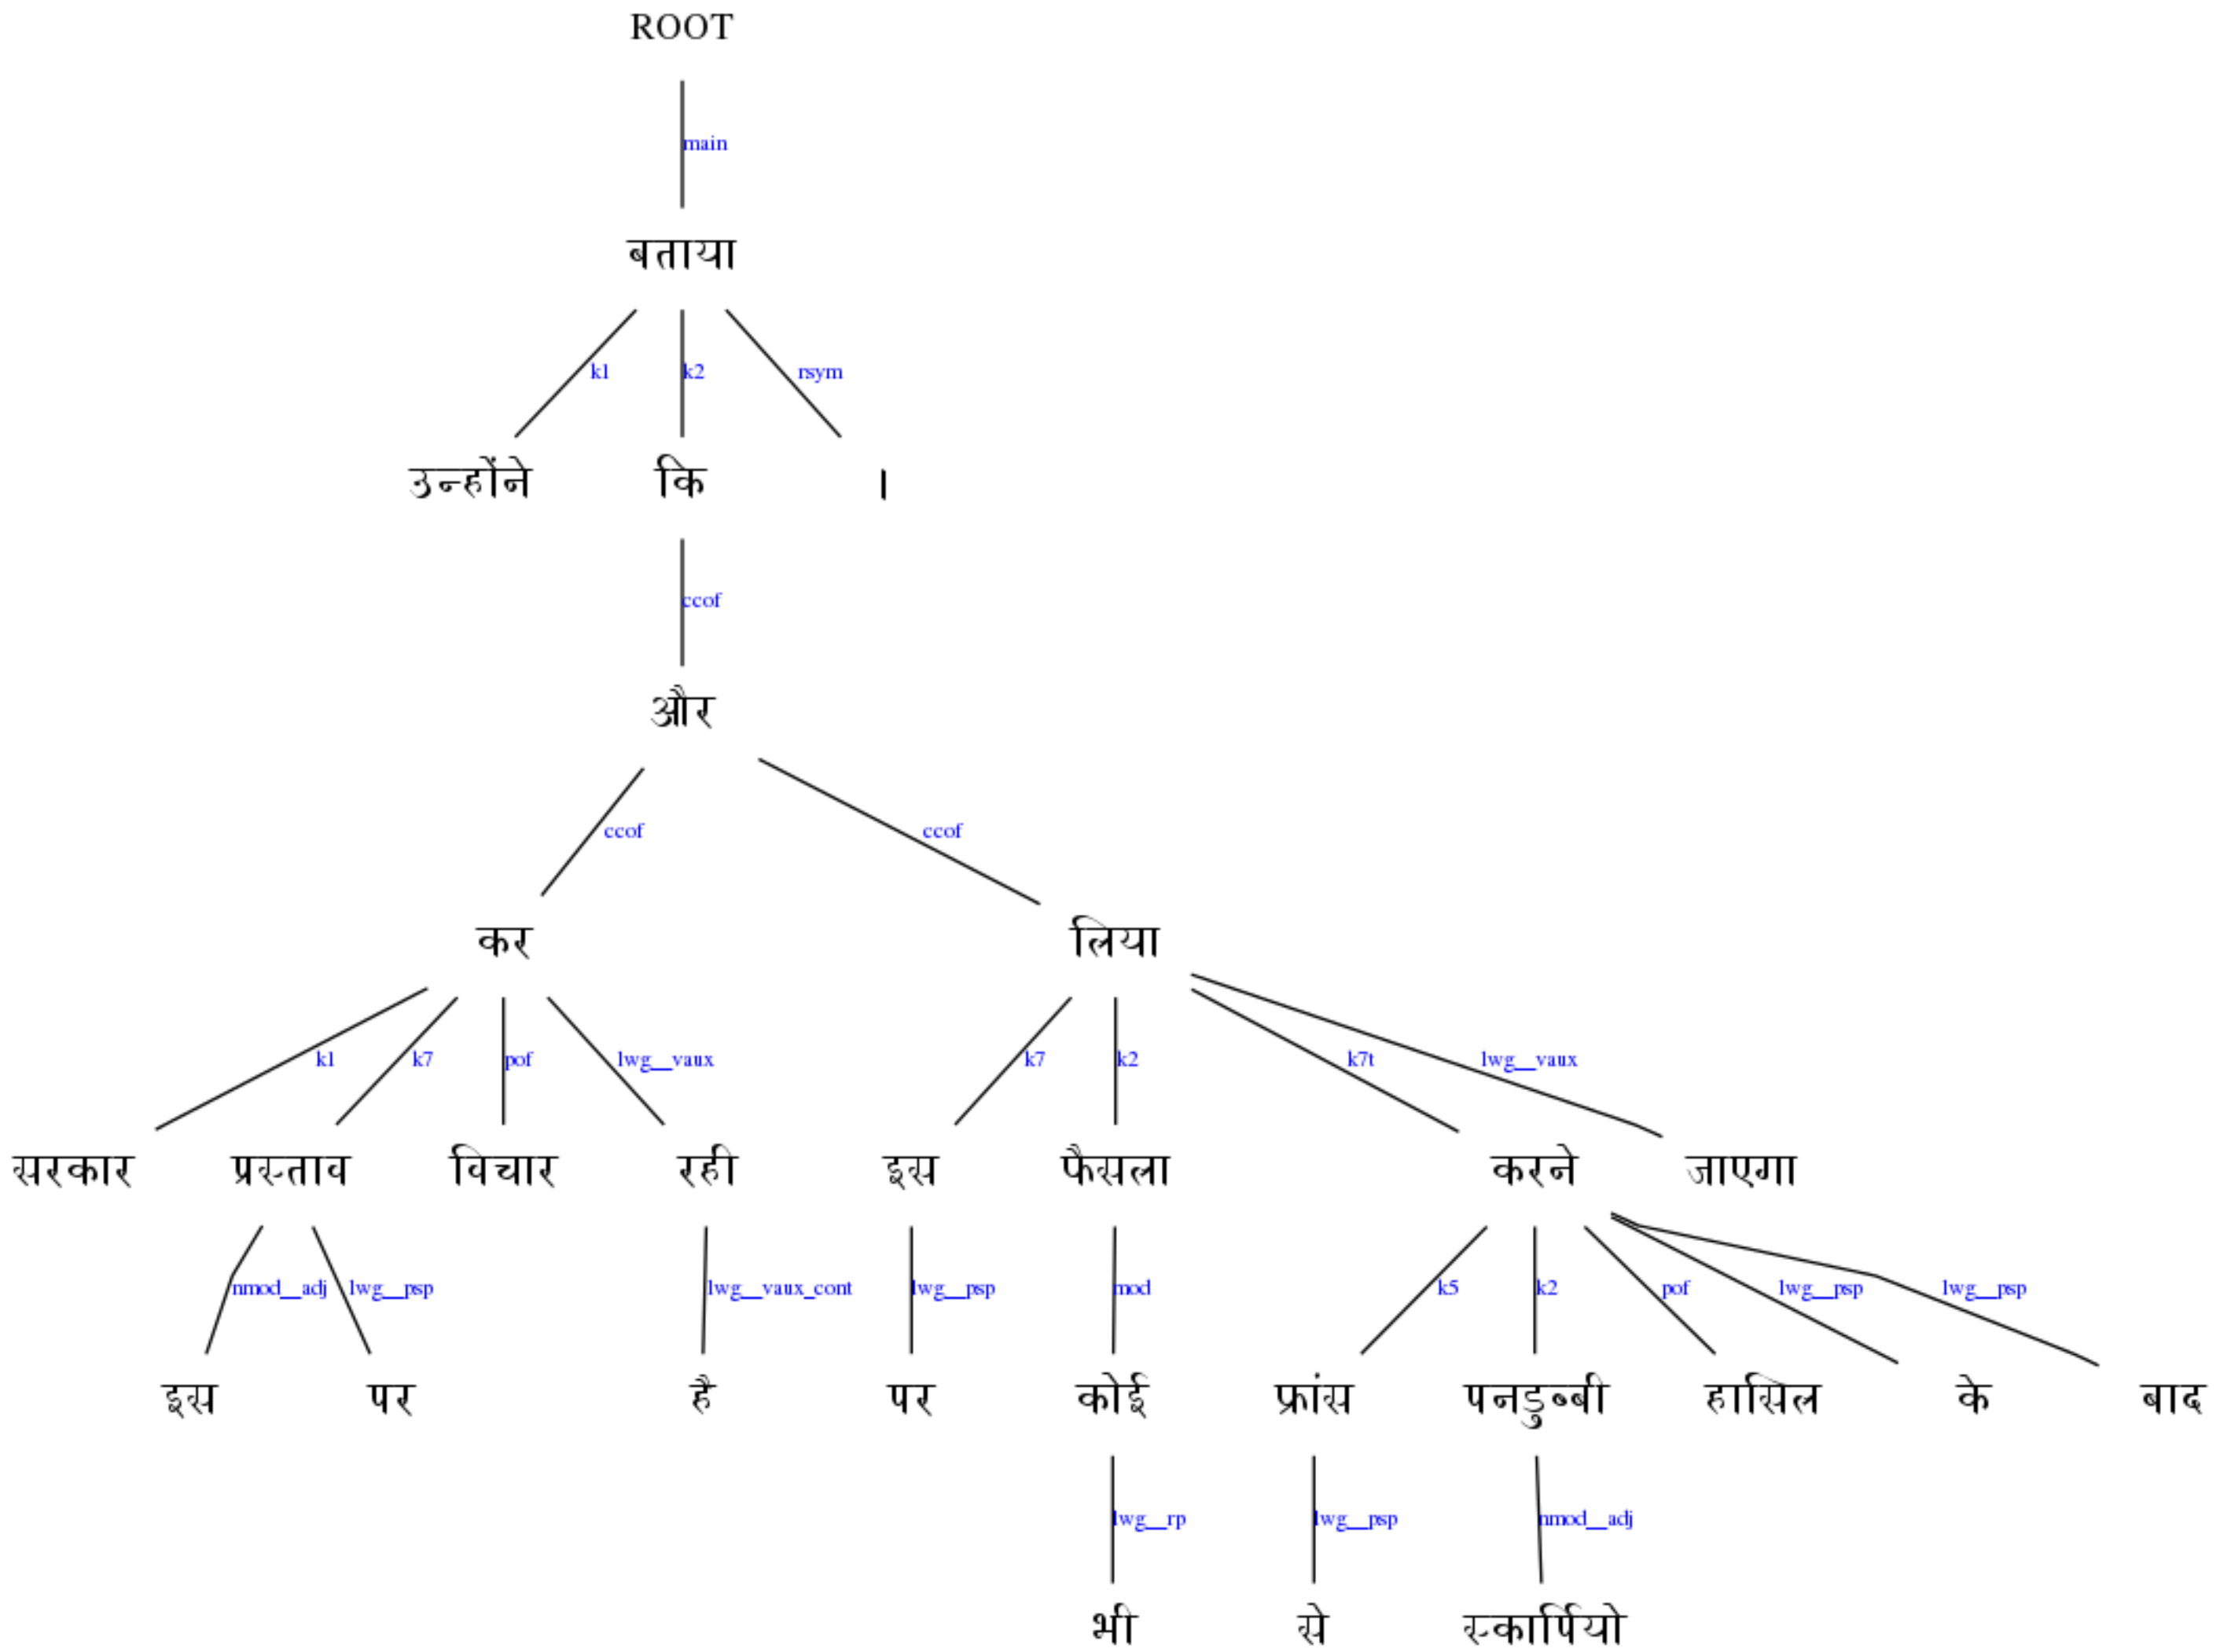 ROOT
main
बताया
k1 k2 rsym
उन्होंने कि ।
ccof
और
ccof ccof
कर लिया
k1 k7 pof lwg__vaux k7 k2 k7t lwg__vaux
सरकार प्रस्ताव विचार रही इस फैसला करने जाएगा
nmod__adj lwg__psp lwg__vaux_cont lwg__psp mod k5 k2 pof lwg__psp lwg__psp
इस पर है पर कोई फ्रांस पनडुब्बी हासिल के बाद
lwg__rp lwg__psp nmod__adj
भी से स्कार्पियो